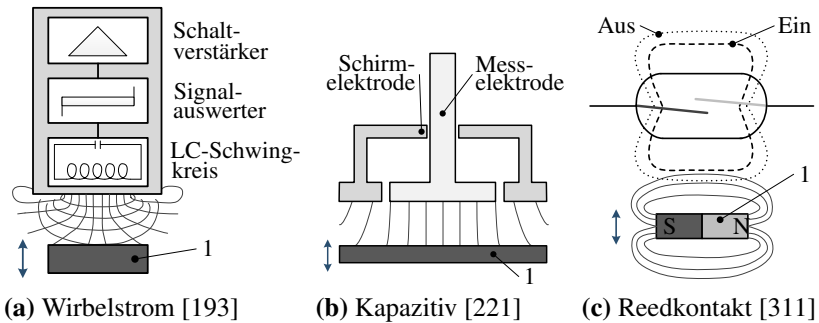 Schalt-
verstärker
Signal-
auswerter
LC-Schwing-
kreis
1
(a) Wirbelstrom [193]
Schirm-
elektrode
Mess-
elektrode
1
(b) Kapazitiv [221]
Aus
Ein
1
S N
(c) Reedkontakt [311]